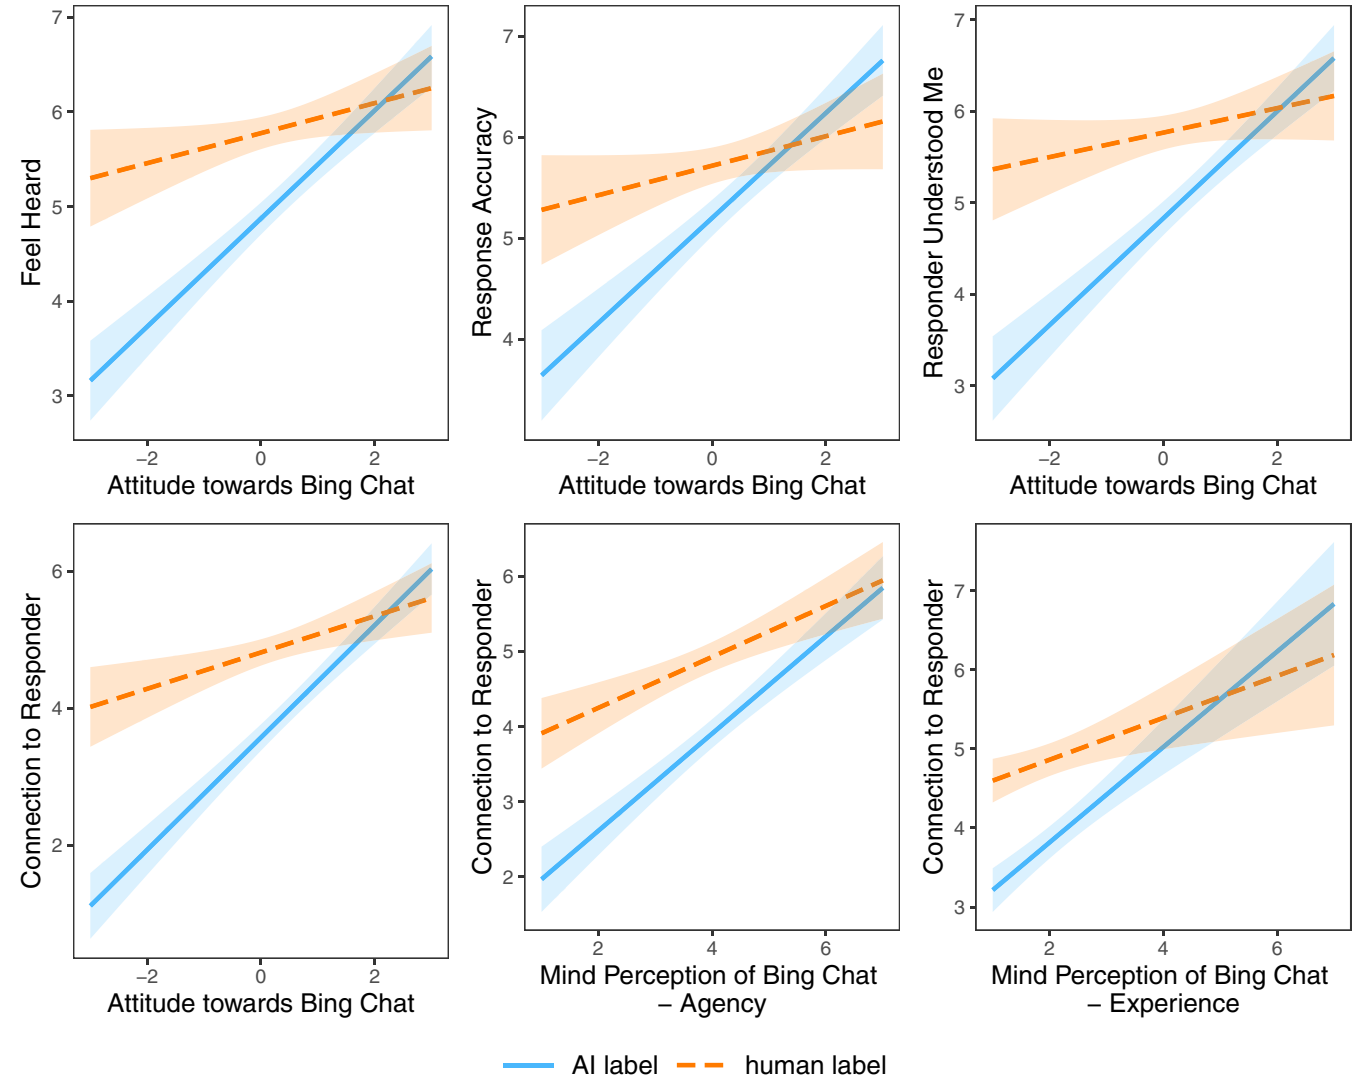 7
6
5
4
3
Feel Heard
−2 0 2
Attitude towards Bing Chat
7
6
5
4
Response Accuracy
−2 0 2
Attitude towards Bing Chat
7
6
5
4
3
Responder Understood Me
−2 0 2
Attitude towards Bing Chat
6
4
2
Connection to Responder
−2 0 2
Attitude towards Bing Chat
6
5
4
3
2
Connection to Responder
2 4 6
Mind Perception of Bing Chat
− Agency
7
6
5
4
3
Connection to Responder
2 4 6
Mind Perception of Bing Chat
− Experience
AI label human label